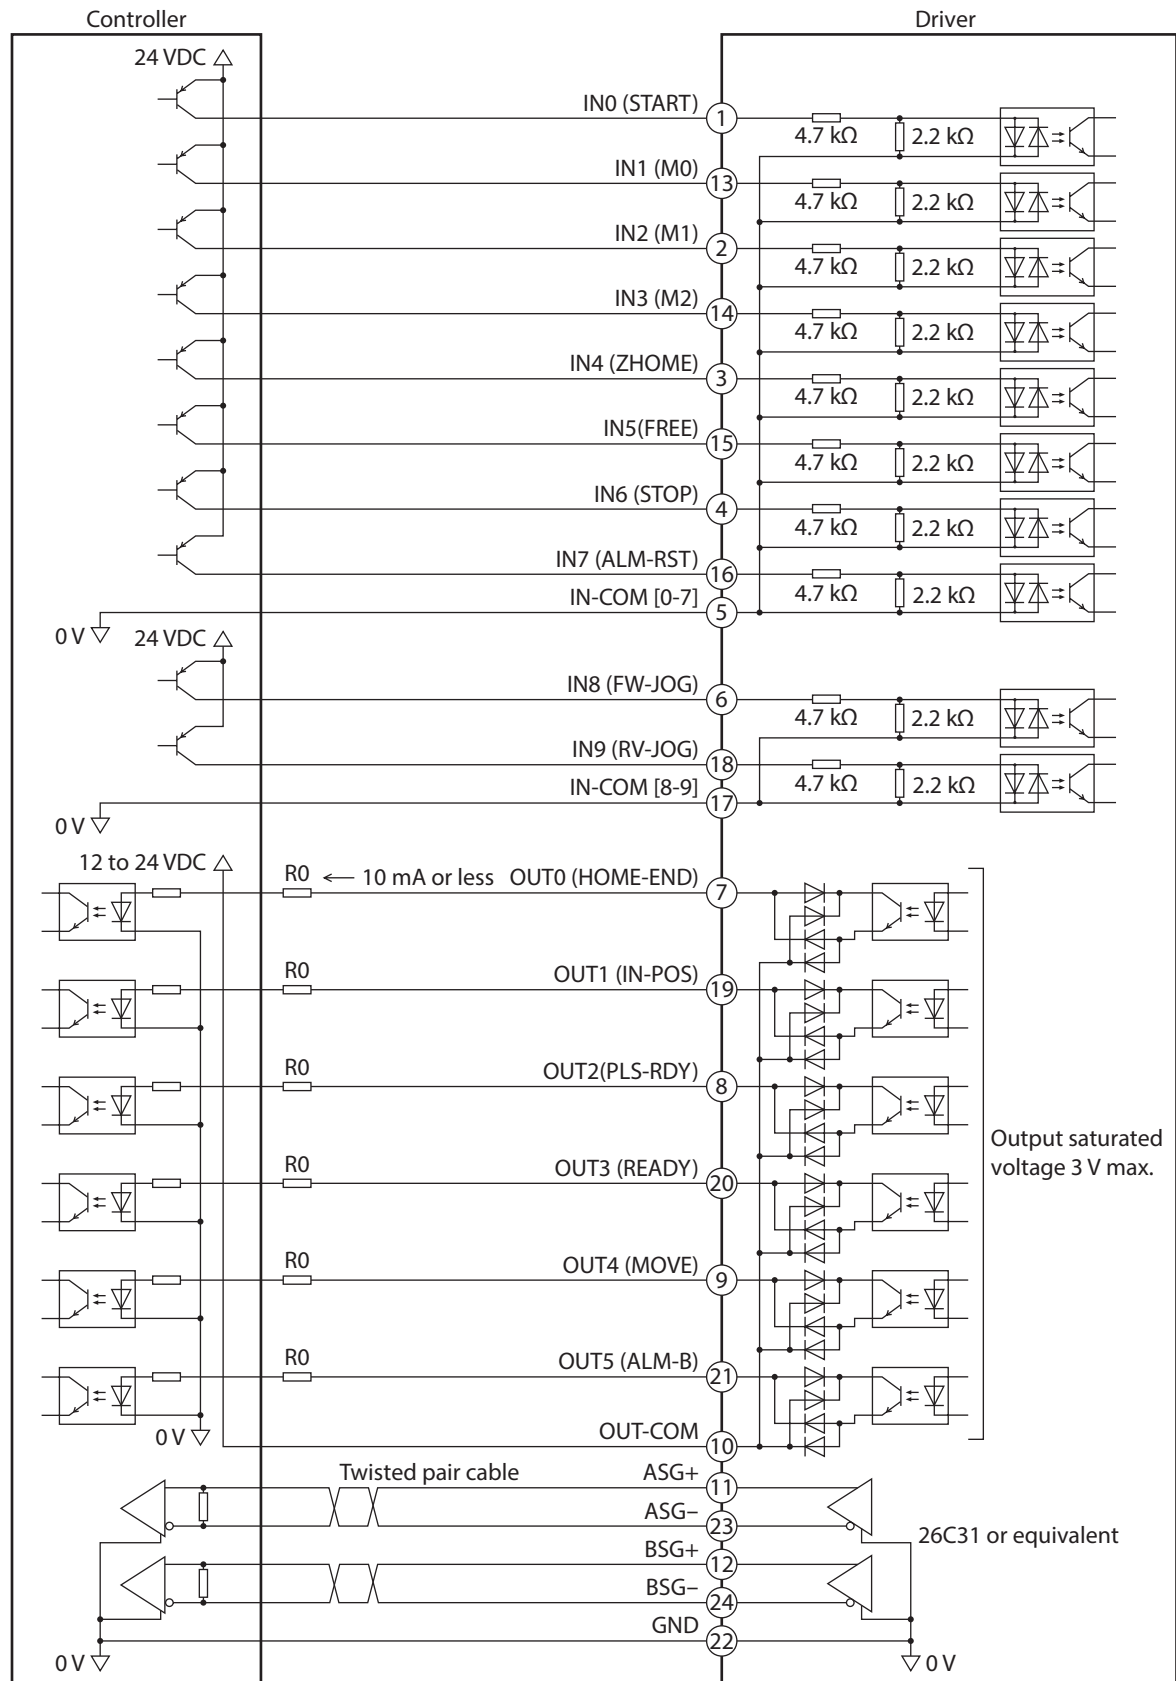 Controller Driver
24 VDC
IN0 (START) 1 4.7 kΩ 2.2 kΩ
IN1 (M0) 13 4.7 kΩ 2.2 kΩ
IN2 (M1) 2 4.7 kΩ 2.2 kΩ
IN3 (M2) 14 4.7 kΩ 2.2 kΩ
IN4 (ZHOME) 3 4.7 kΩ 2.2 kΩ
IN5(FREE) 15 4.7 kΩ 2.2 kΩ
IN6 (STOP) 4 4.7 kΩ 2.2 kΩ
IN7 (ALM-RST) 16 4.7 kΩ 2.2 kΩ
IN-COM [0-7] 5
0 V
24 VDC
IN8 (FW-JOG) 6 4.7 kΩ 2.2 kΩ
IN9 (RV-JOG) 18 4.7 kΩ 2.2 kΩ
IN-COM [8-9] 17
0 V
12 to 24 VDC
R0 10 mA or less OUT0 (HOME-END) 7
R0 OUT1 (IN-POS) 19
R0 OUT2(PLS-RDY) 8
Output saturated
voltage 3 V max.
R0 OUT3 (READY) 20
R0 OUT4 (MOVE) 9
R0 OUT5 (ALM-B) 21
0 V OUT-COM 10
Twisted pair cable ASG+ 11
ASG– 23
26C31 or equivalent
BSG+ 12
BSG– 24
GND 22
0 V 0 V